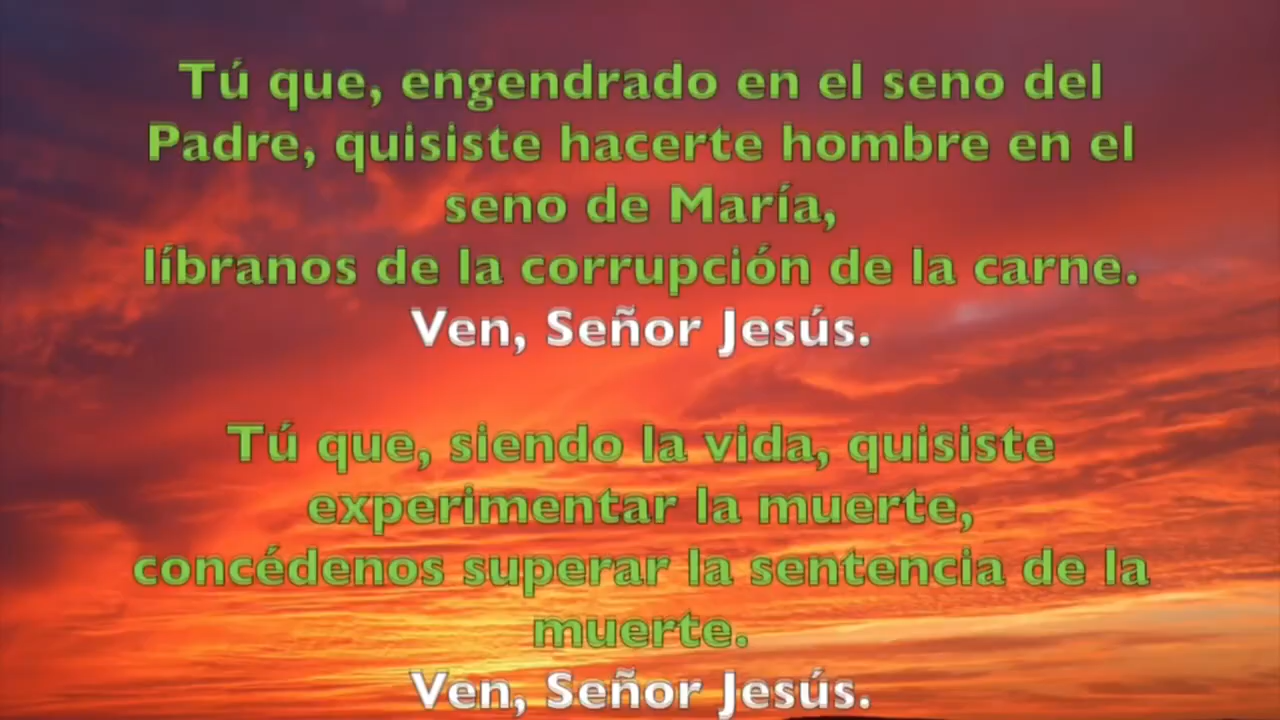 Tú que, engendrado en el seno del
Padre, quisiste hacerte hombre en el
seno de María,
líbranos de la corrupción de la carne.
Ven, Señor Jesús.
Tú que, siendo la vida, quisiste
experimentar la muerte,
concédenos superar la sentencia de la
muerte.
Ven, Señor Jesús.